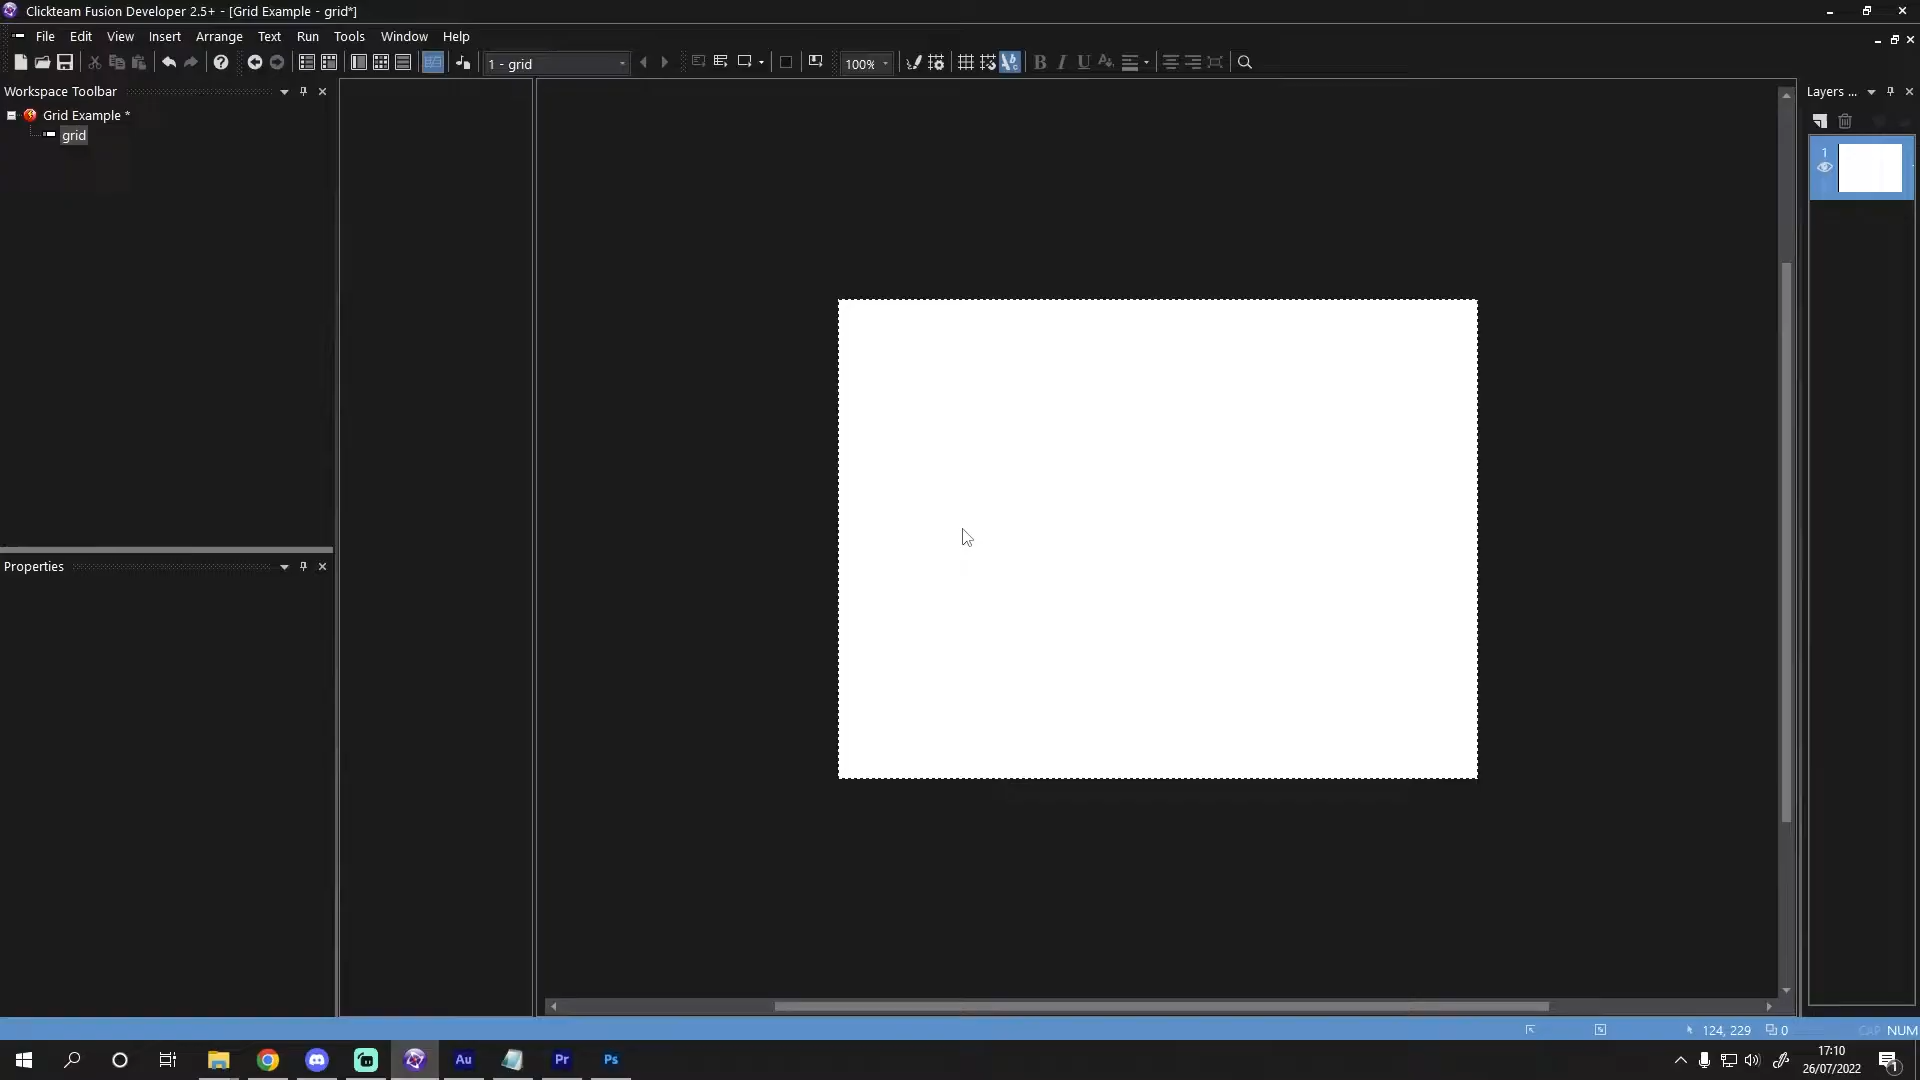 Clickteam Fusion Developer 2.5+ - [Grid Example - grid*]
File Edit View Insert Arrange Text Run Tools Window Help
1 - grid 100% B I U
Workspace Toolbar
Layers ...
Grid Example *
grid
1
Properties
124, 229 0 CAP NUM
Au Pr Ps
17:10
26/07/2022
1